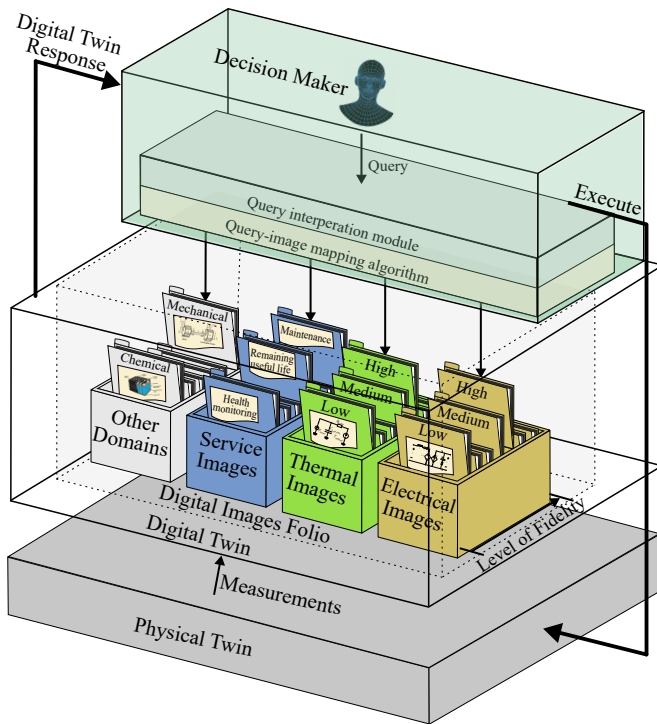 Digital Twin
Response
Decision Maker
Query
Execute
Query interperation module
Query-image mapping algorithm
Mechanical
Maintenance
Chemical
Remaining
useful life
High
High
Health
monitoring
Medium
Medium
Low
Low
Other
Domains
Service
Images
Thermal
Images
Electrical
Images
Digital Images Folio
Level of Fidelity
Digital Twin
Measurements
Physical Twin